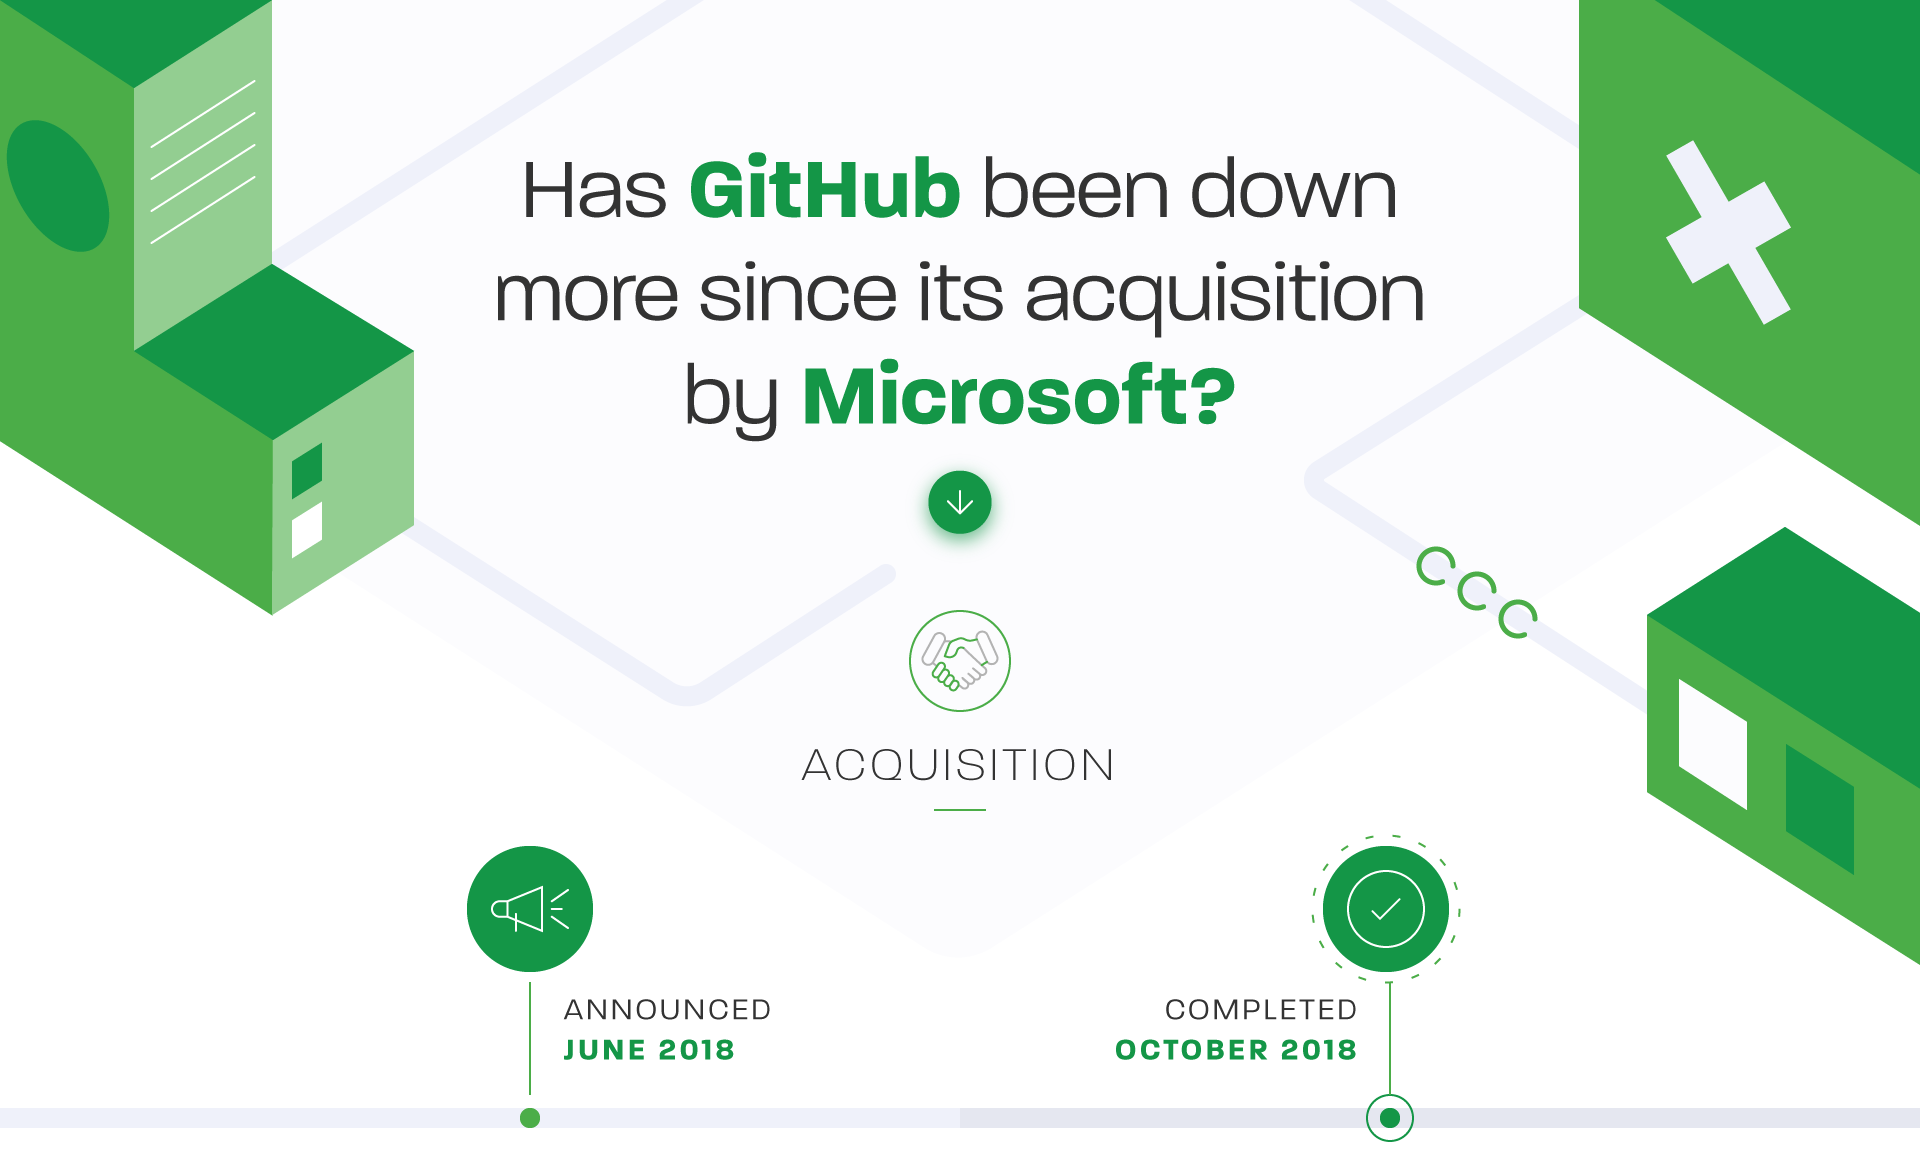 Has GitHub been down
more since its acquisition
by Microsoft?
ACQUISITION
ANNOUNCED
JUNE 2018
COMPLETED
OCTOBER 2018